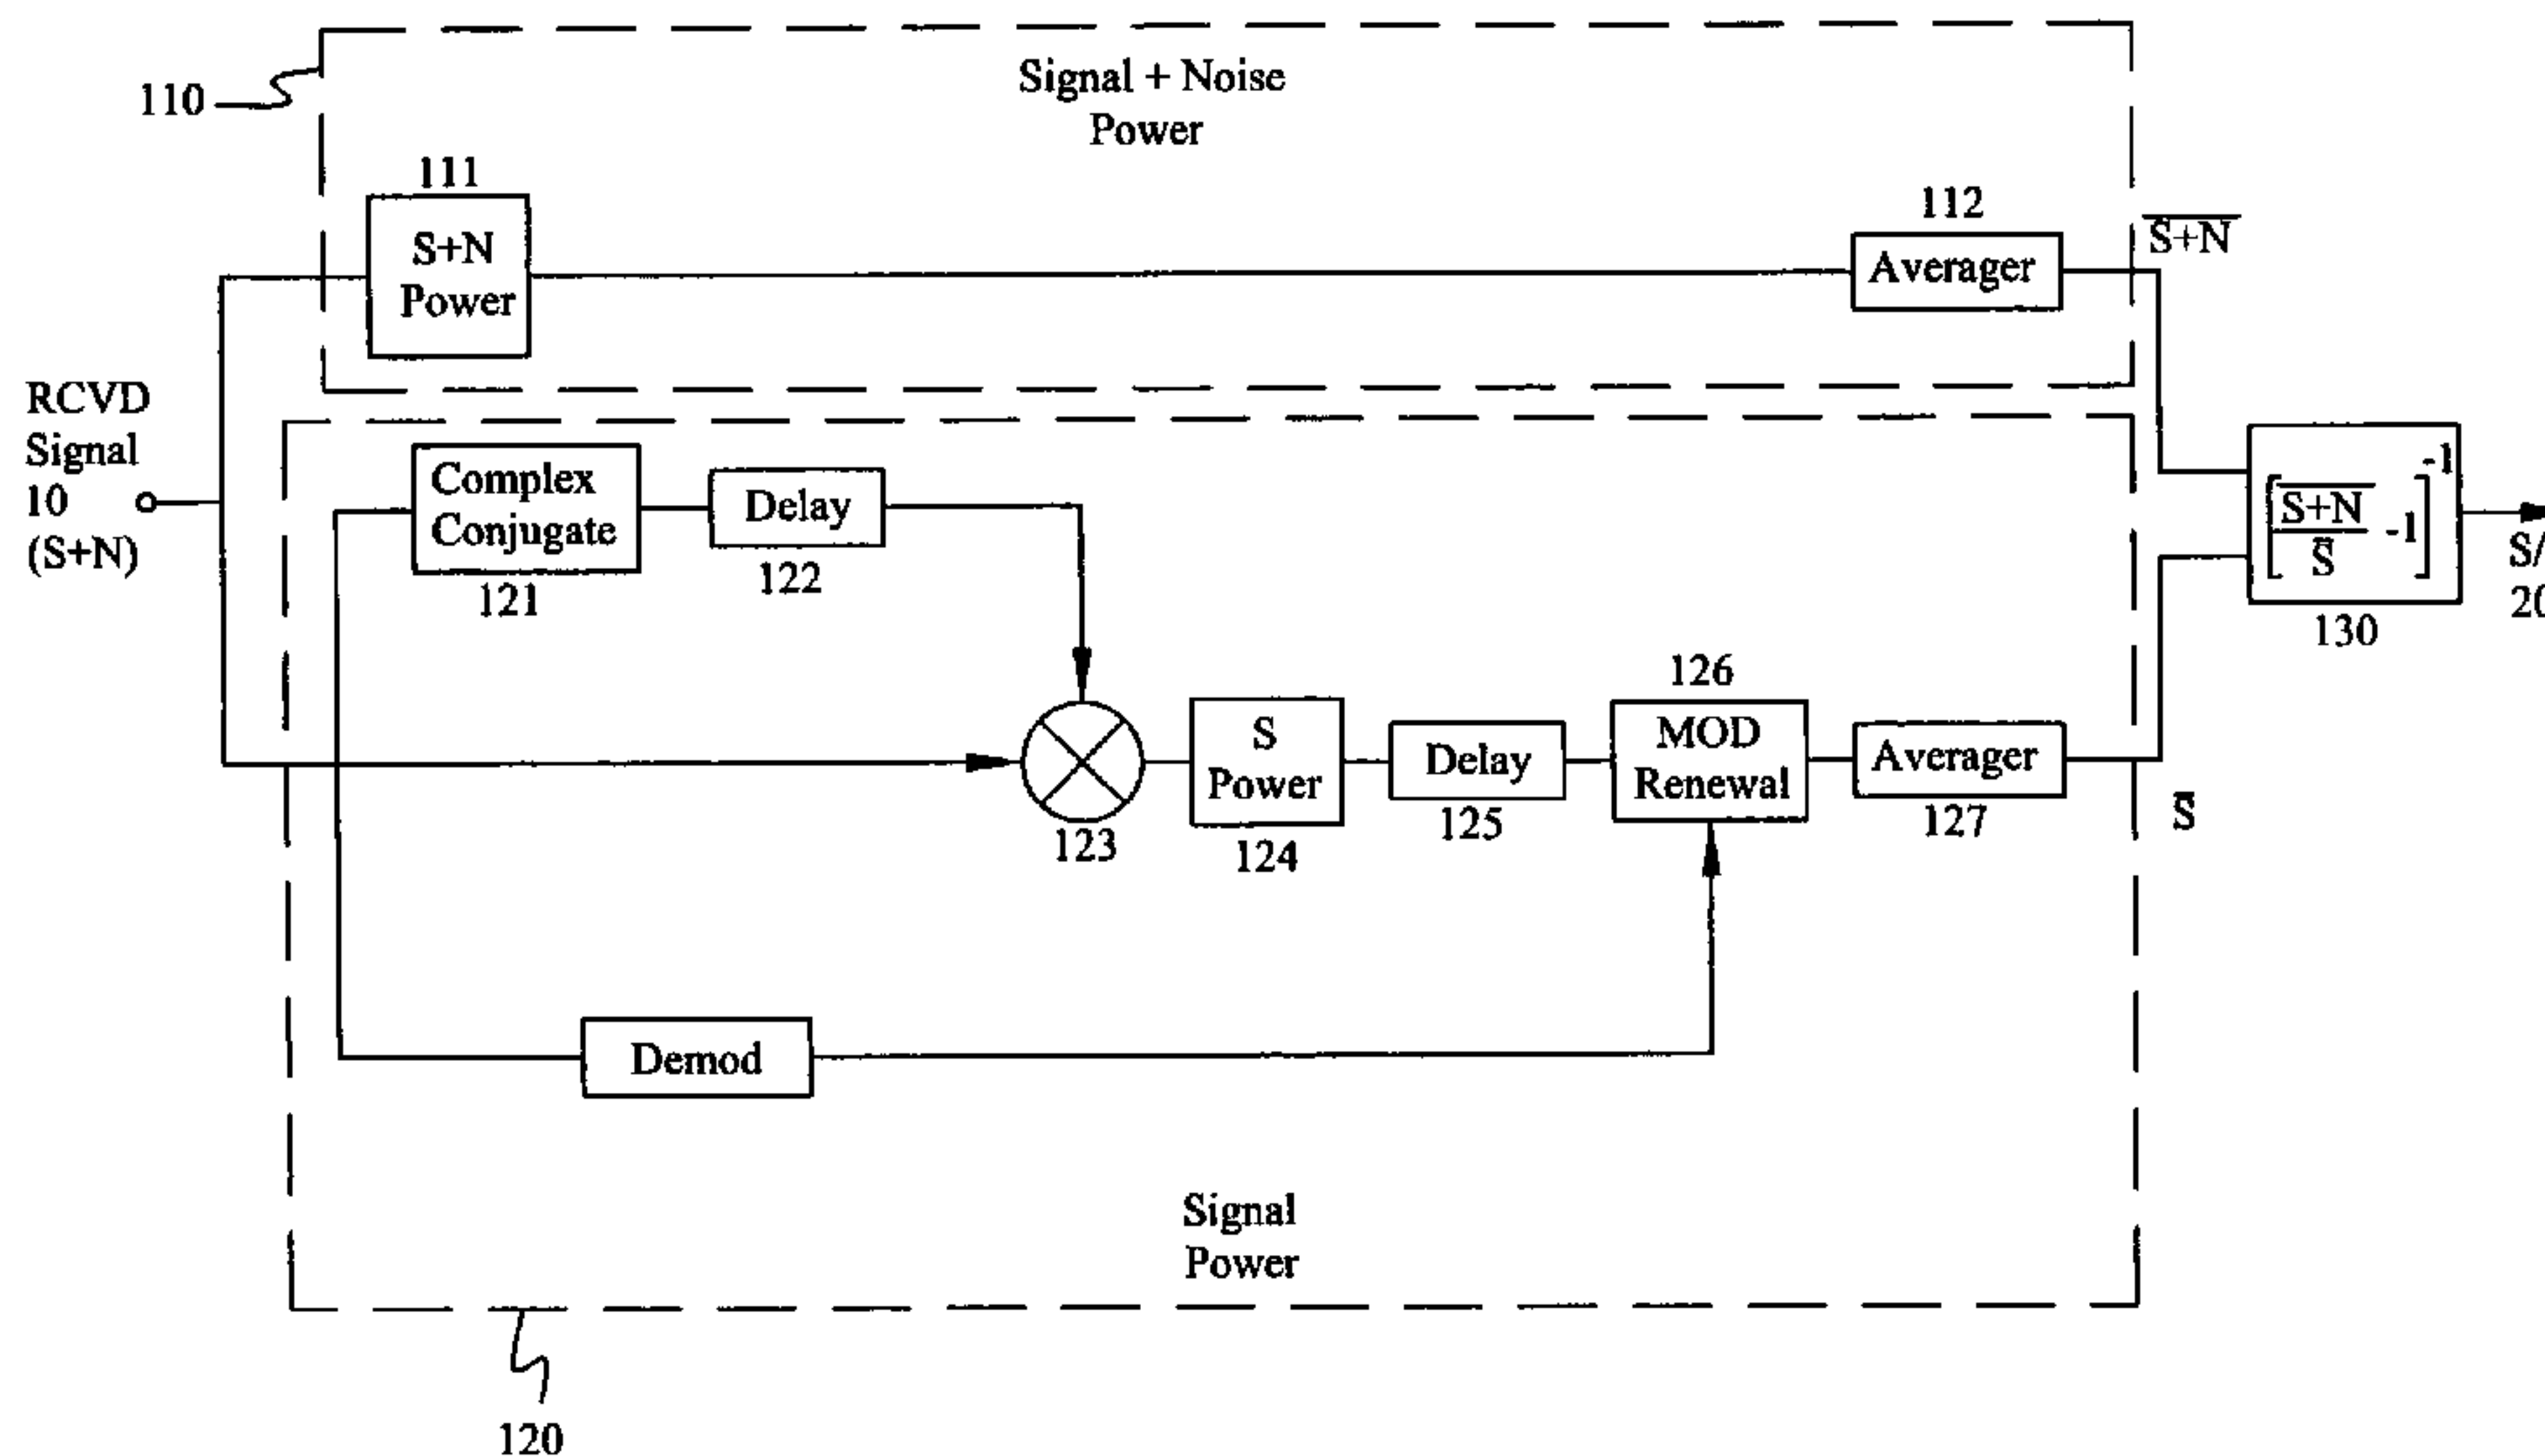 110
Signal + Noise
Power
111
S+N
Power
112
Averager
S+N
RCVD
Signal
10
(S+N)
Complex
Conjugate
121
Delay
122
S+N
S
-1
-1
130
S/
20
123
S
Power
124
Delay
125
126
MOD
Renewal
Averager
127
S
Demod
Signal
Power
120